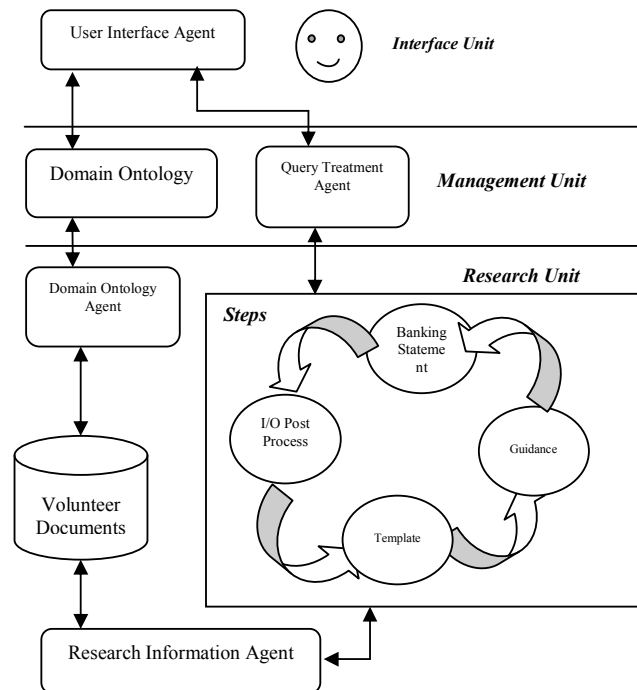 User Interface Agent
Interface Unit
Domain Ontology
Query Treatment
Agent
Management Unit
Domain Ontology
Agent
Research Unit
Steps
Banking
Stateme
nt
I/O Post
Process
Guidance
Template
Volunteer
Documents
Research Information Agent